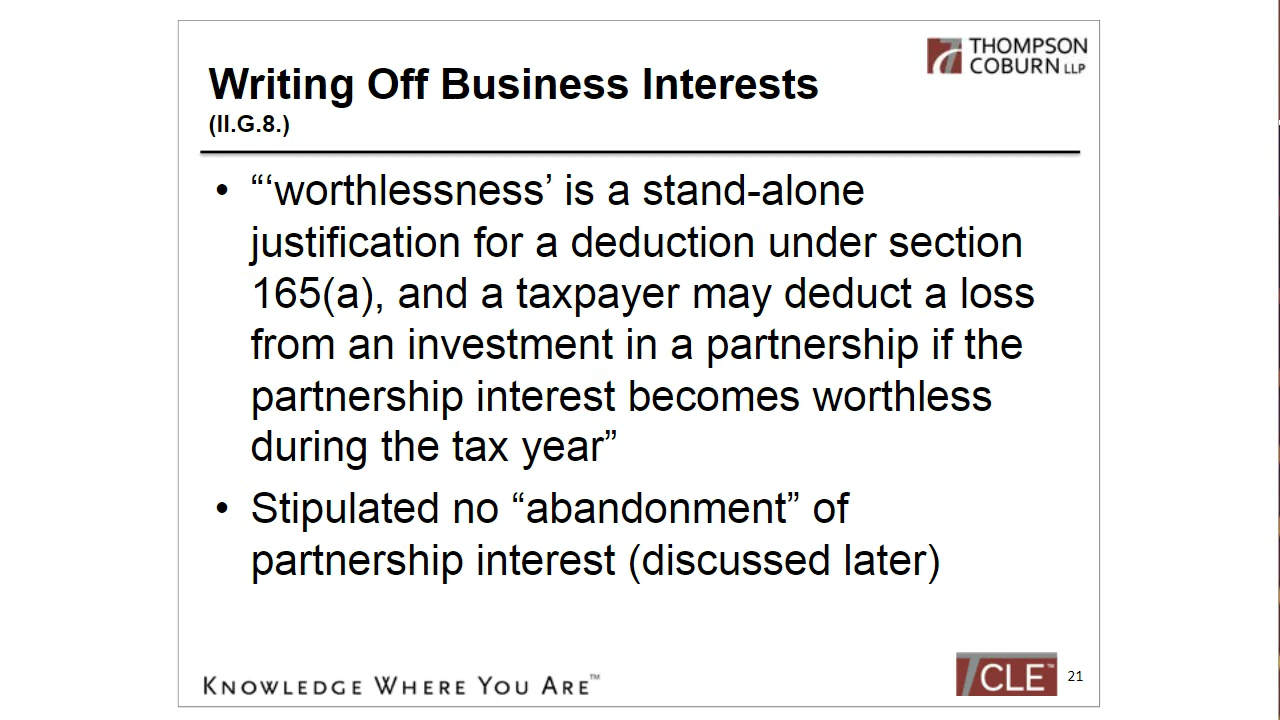 THOMPSON
COBURN LLP
Writing Off Business Interests
(II.G.8.)
• “‘worthlessness’ is a stand-alone
justification for a deduction under section
165(a), and a taxpayer may deduct a loss
from an investment in a partnership if the
partnership interest becomes worthless
during the tax year”
• Stipulated no “abandonment” of
partnership interest (discussed later)
KNOWLEDGE WHERE YOU ARE™
TCLE™ 21